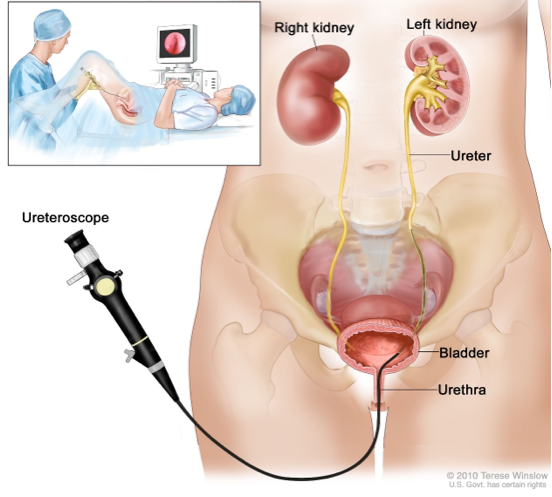 Right kidney
Left kidney
Ureter
Ureteroscope
Bladder
Urethra
© 2010 Terese Winslow
U.S. Govt. has certain rights